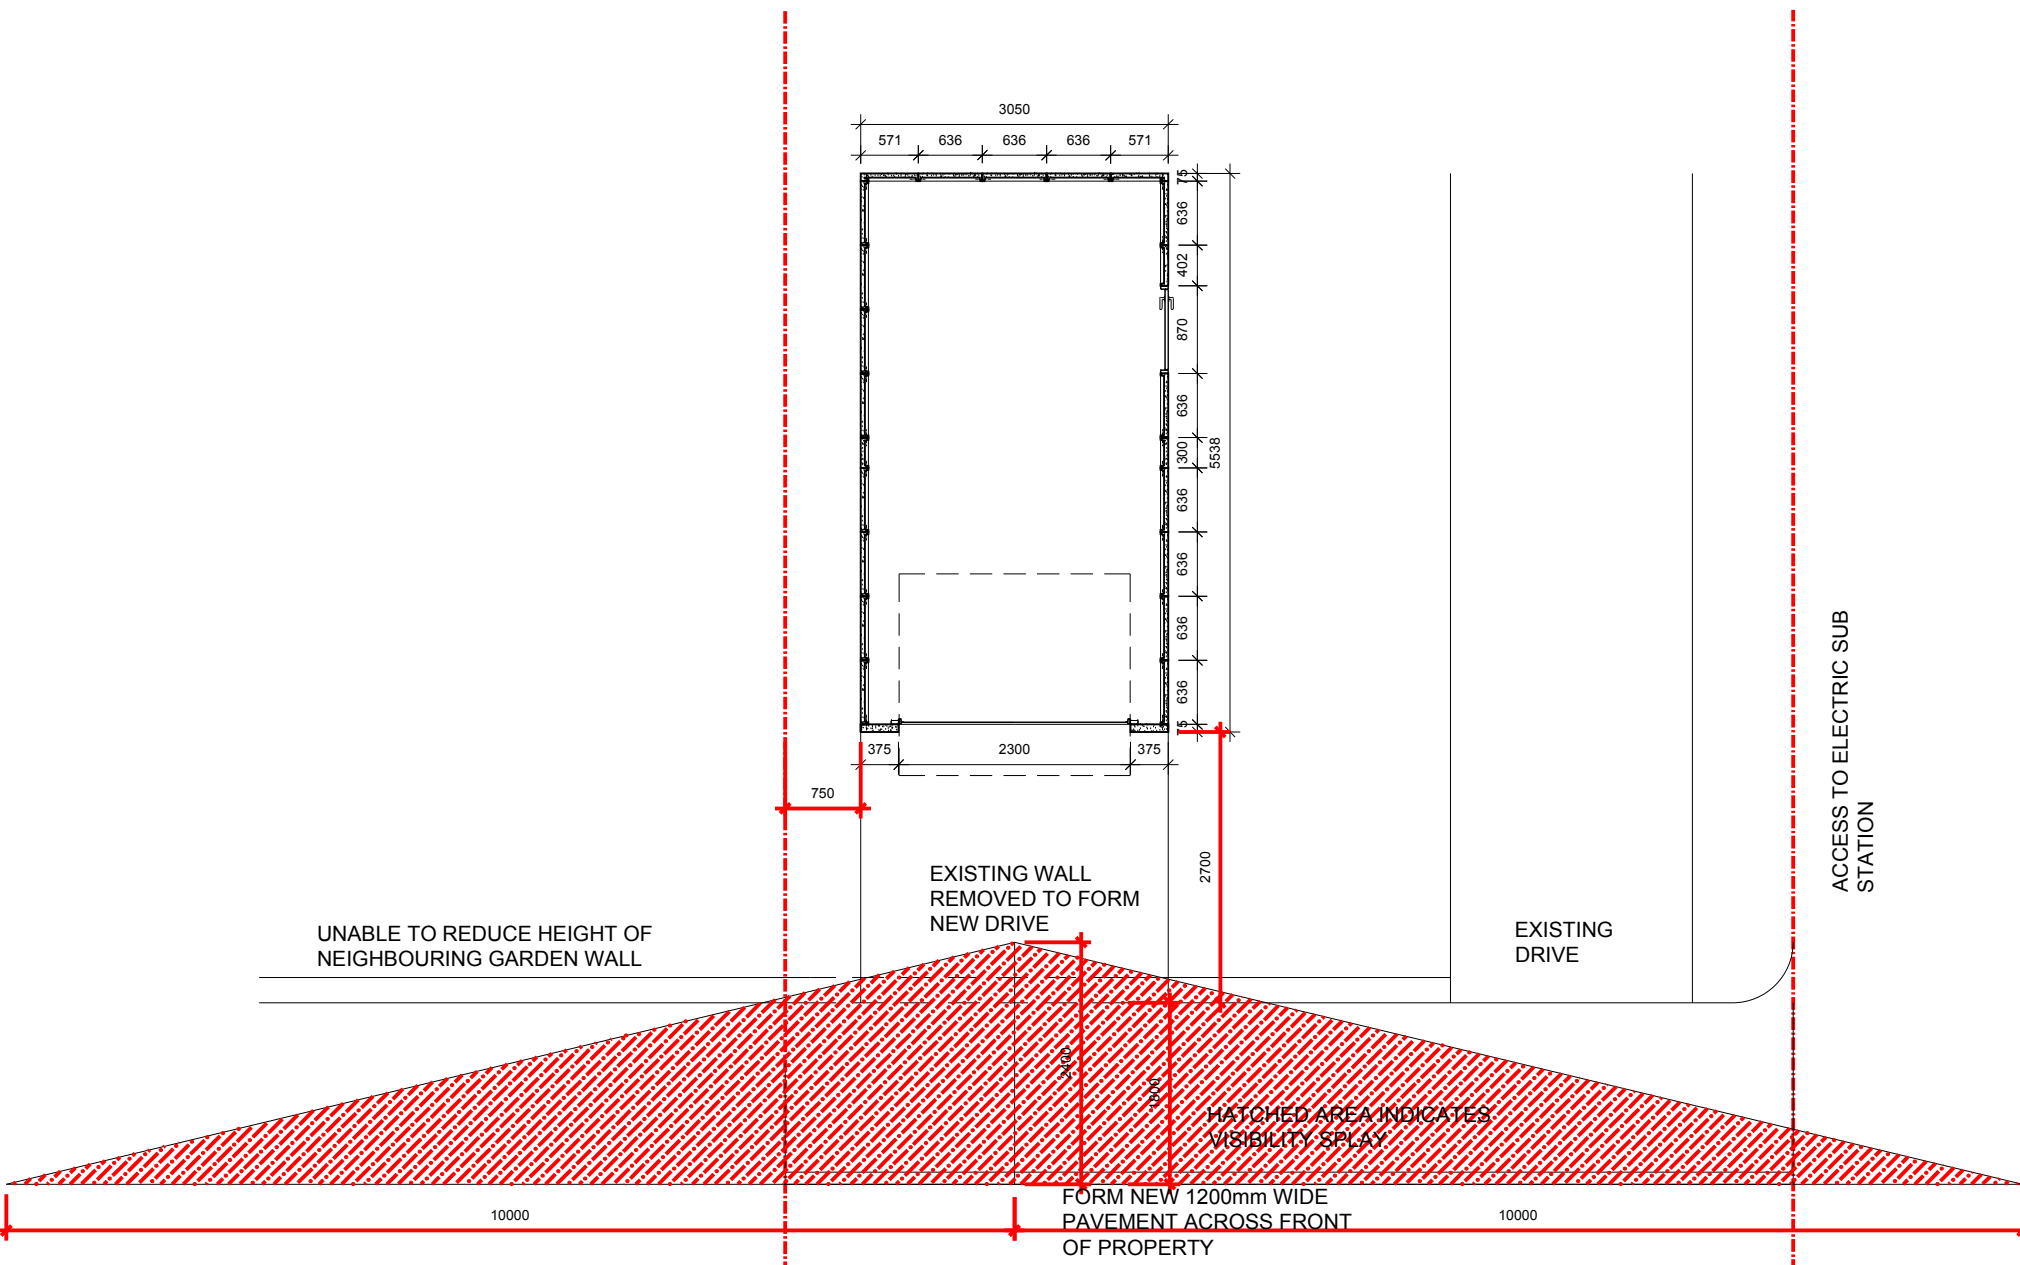 3050
571
636
636
636
571
75
636
402
870
636
300
5538
636
636
636
636
75
375
2300
375
750
2700
EXISTING WALL
REMOVED TO FORM
NEW DRIVE
UNABLE TO REDUCE HEIGHT OF
NEIGHBOURING GARDEN WALL
EXISTING
DRIVE
ACCESS TO ELECTRIC SUB
STATION
2400
1800
HATCHED AREA INDICATES
VISIBILITY SPLAY
FORM NEW 1200mm WIDE
PAVEMENT ACROSS FRONT
OF PROPERTY
10000
10000